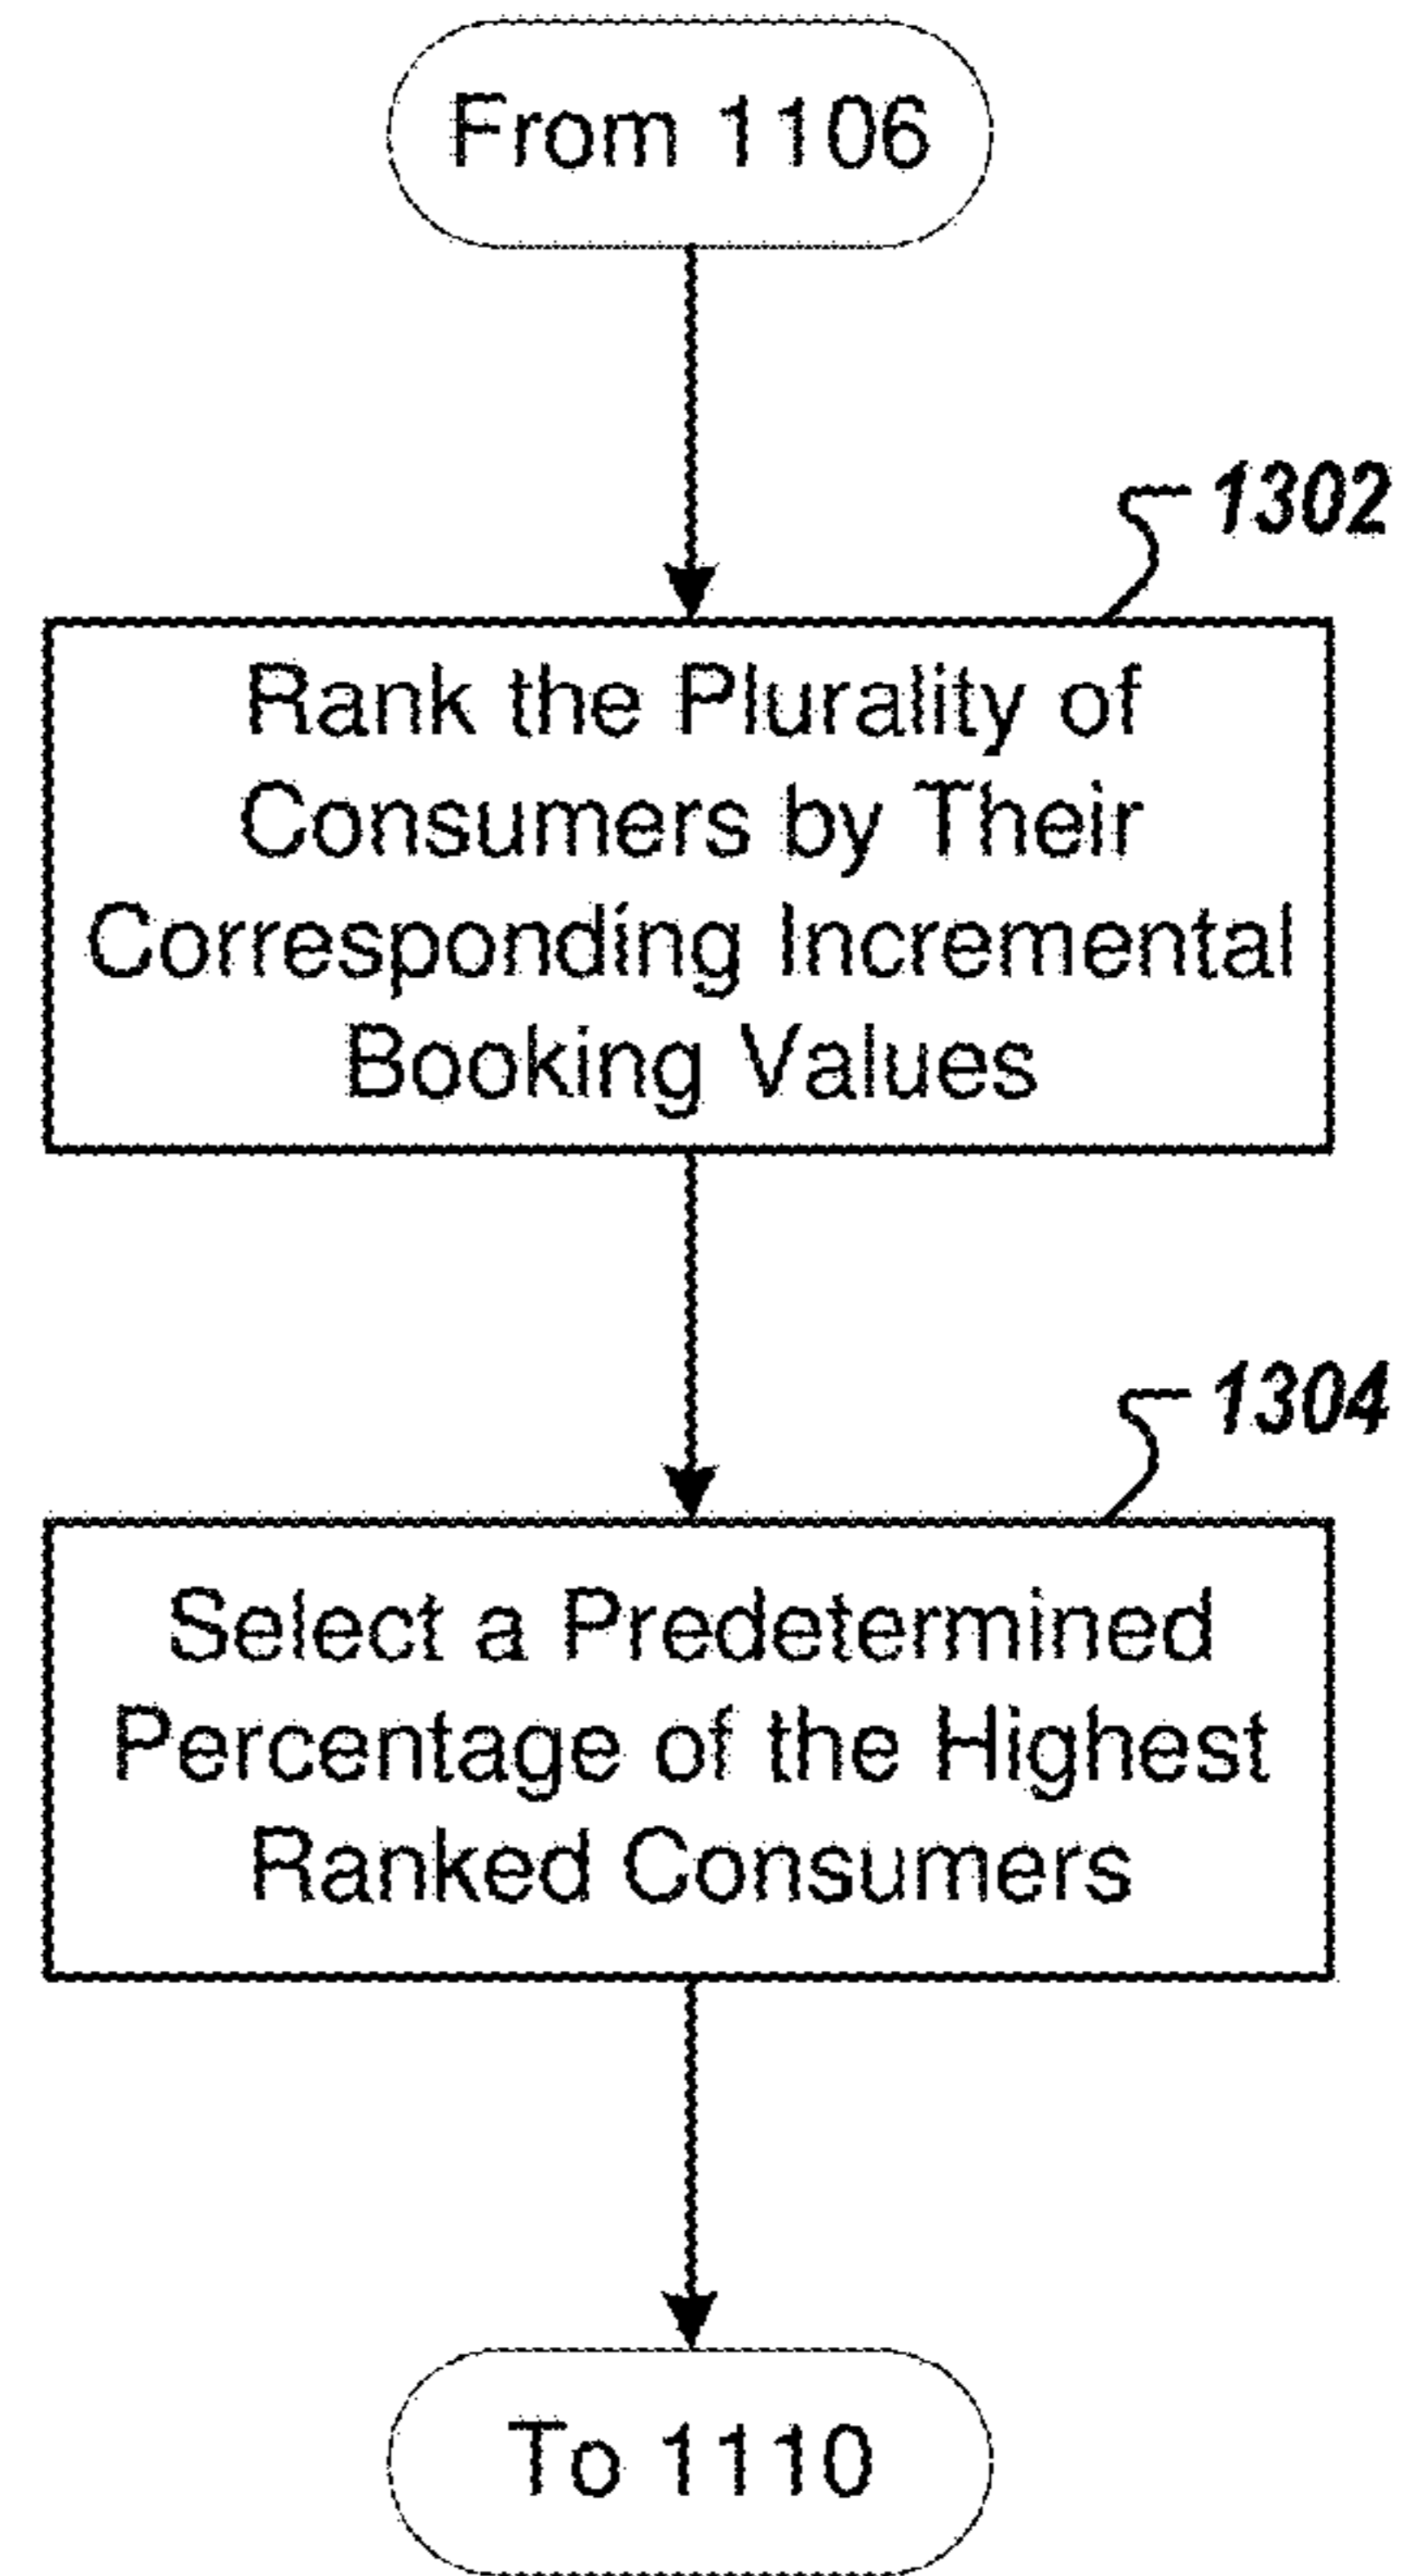 From 1106
1302
Rank the Plurality of
Consumers by Their
Corresponding Incremental
Booking Values
1304
Select a Predetermined
Percentage of the Highest
Ranked Consumers
To 1110